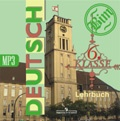 DEUTSCH
MP3
6.
KLASSE
Lehrbuch